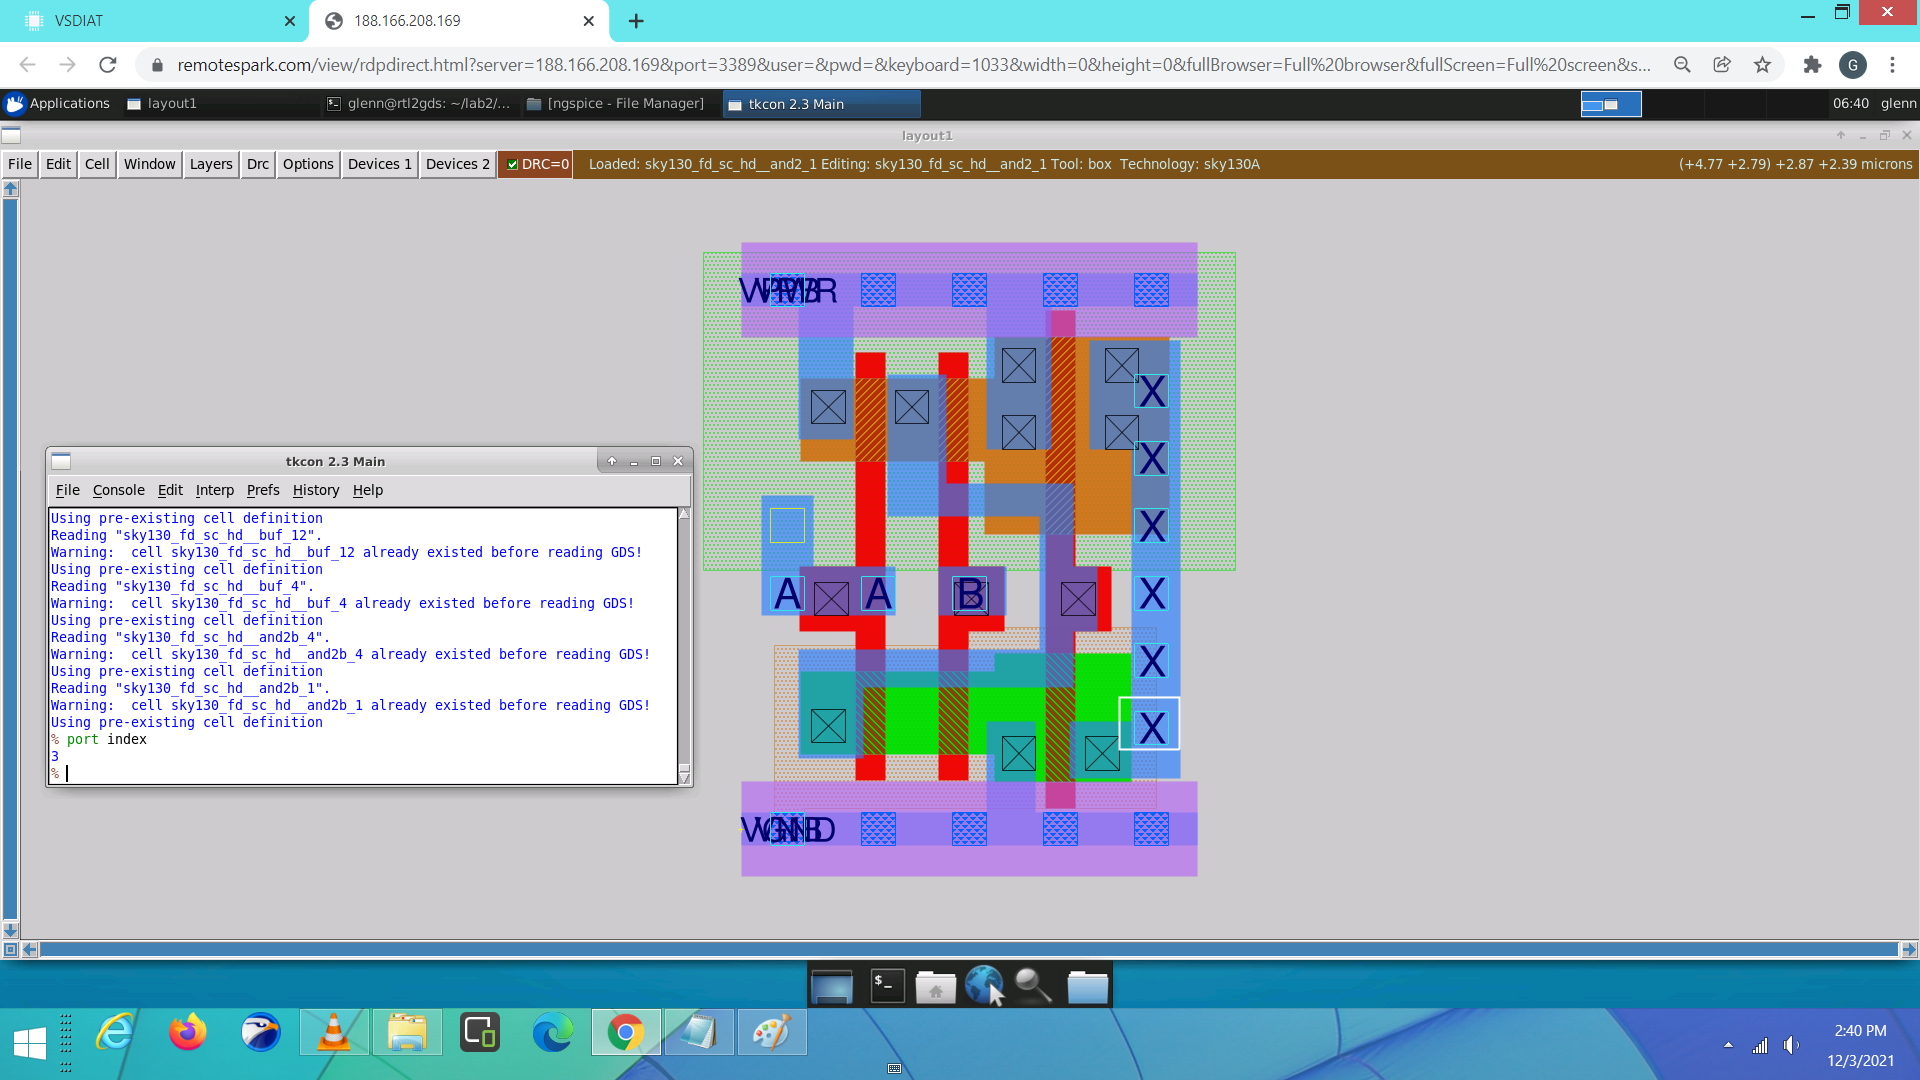 VSDIAT
188.166.208.169
remotespark.com/view/rdpdirect.html?server=188.166.208.169&port=3389&user=&pwd=&keyboard=1033&width=0&height=0&fullBrowser=Full%20browser&fullScreen=Full%20screen&s...
G
Applications layout1 glenn@rtl2gds: ~/lab2/... [ngspice - File Manager] tkcon 2.3 Main 06:40 glenn
layout1
File Edit Cell Window Layers Drc Options Devices 1 Devices 2 DRC=0 Loaded: sky130_fd_sc_hd__and2_1 Editing: sky130_fd_sc_hd__and2_1 Tool: box Technology: sky130A (+4.77 +2.79) +2.87 +2.39 microns
X
X
X
A A B X
X
X
tkcon 2.3 Main
File Console Edit Interp Prefs History Help
Using pre-existing cell definition
Reading "sky130_fd_sc_hd__buf_12".
Warning:  cell sky130_fd_sc_hd__buf_12 already existed before reading GDS!
Using pre-existing cell definition
Reading "sky130_fd_sc_hd__buf_4".
Warning:  cell sky130_fd_sc_hd__buf_4 already existed before reading GDS!
Using pre-existing cell definition
Reading "sky130_fd_sc_hd__and2b_4".
Warning:  cell sky130_fd_sc_hd__and2b_4 already existed before reading GDS!
Using pre-existing cell definition
Reading "sky130_fd_sc_hd__and2b_1".
Warning:  cell sky130_fd_sc_hd__and2b_1 already existed before reading GDS!
Using pre-existing cell definition
% port index
3
%
$_
2:40 PM
12/3/2021